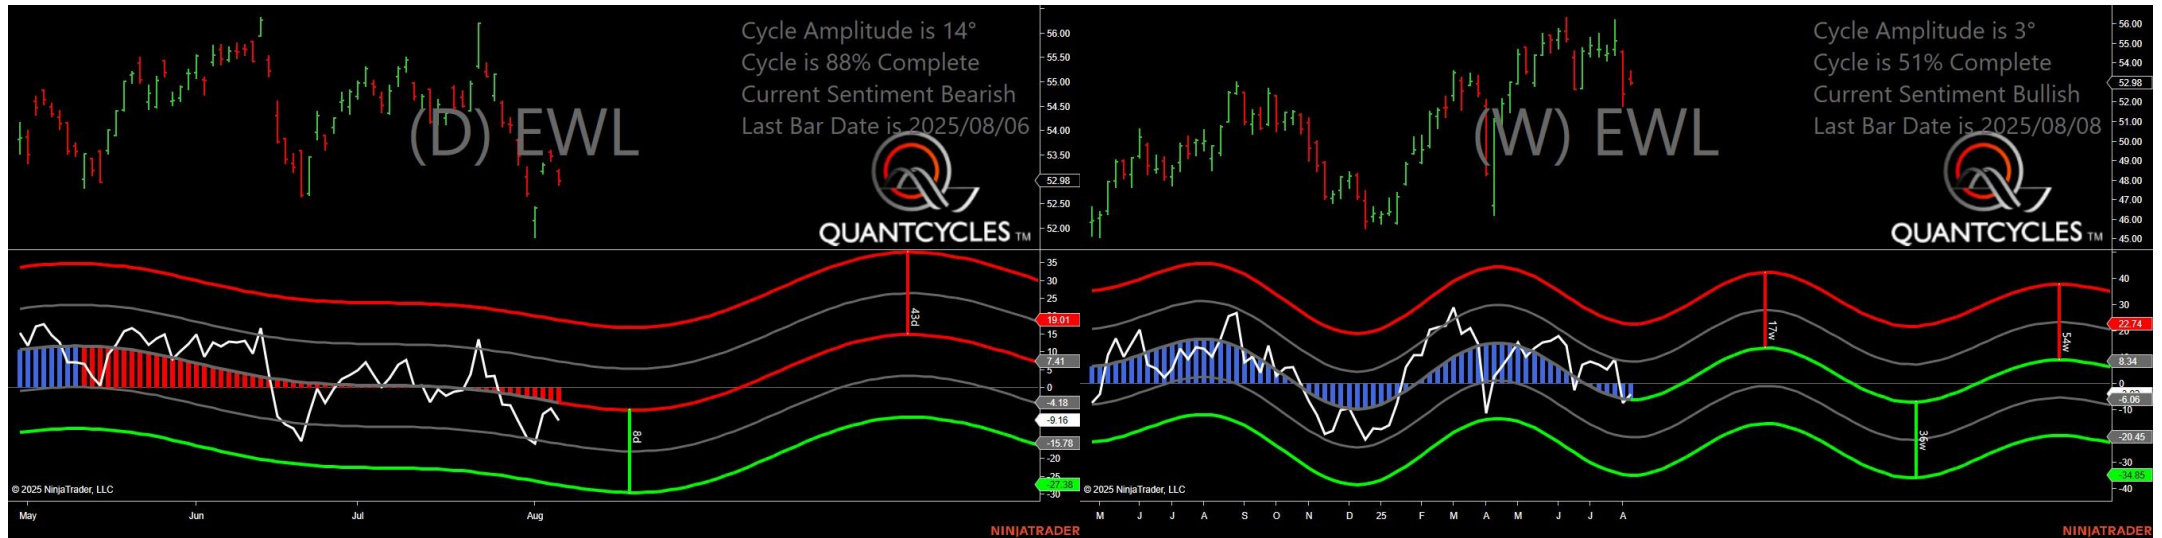 Cycle Amplitude is 14°
Cycle is 88% Complete
Current Sentiment Bearish
Last Bar Date is 2025/08/06
(D) EWL
QUANTCYCLES TM
56.00
55.50
55.00
54.50
54.00
53.50
52.98
52.50
52.00
35
30
25
19.01
15
10
7.41
5
0
-4.18
-9.16
-15.78
-20
-27.38
-30
43d
8d
© 2025 NinjaTrader, LLC
May Jun Jul Aug
NINJATRADER
Cycle Amplitude is 3°
Cycle is 51% Complete
Current Sentiment Bullish
Last Bar Date is 2025/08/08
(W) EWL
QUANTCYCLES TM
56.00
55.00
54.00
52.98
52.00
51.00
50.00
49.00
48.00
47.00
46.00
45.00
40
30
22.74
8.34
0
-6.06
-10
-20.45
-30
-34.85
-40
17w
36w
54w
© 2025 NinjaTrader, LLC
M J J A S O N D 25 F M A M J J A
NINJATRADER